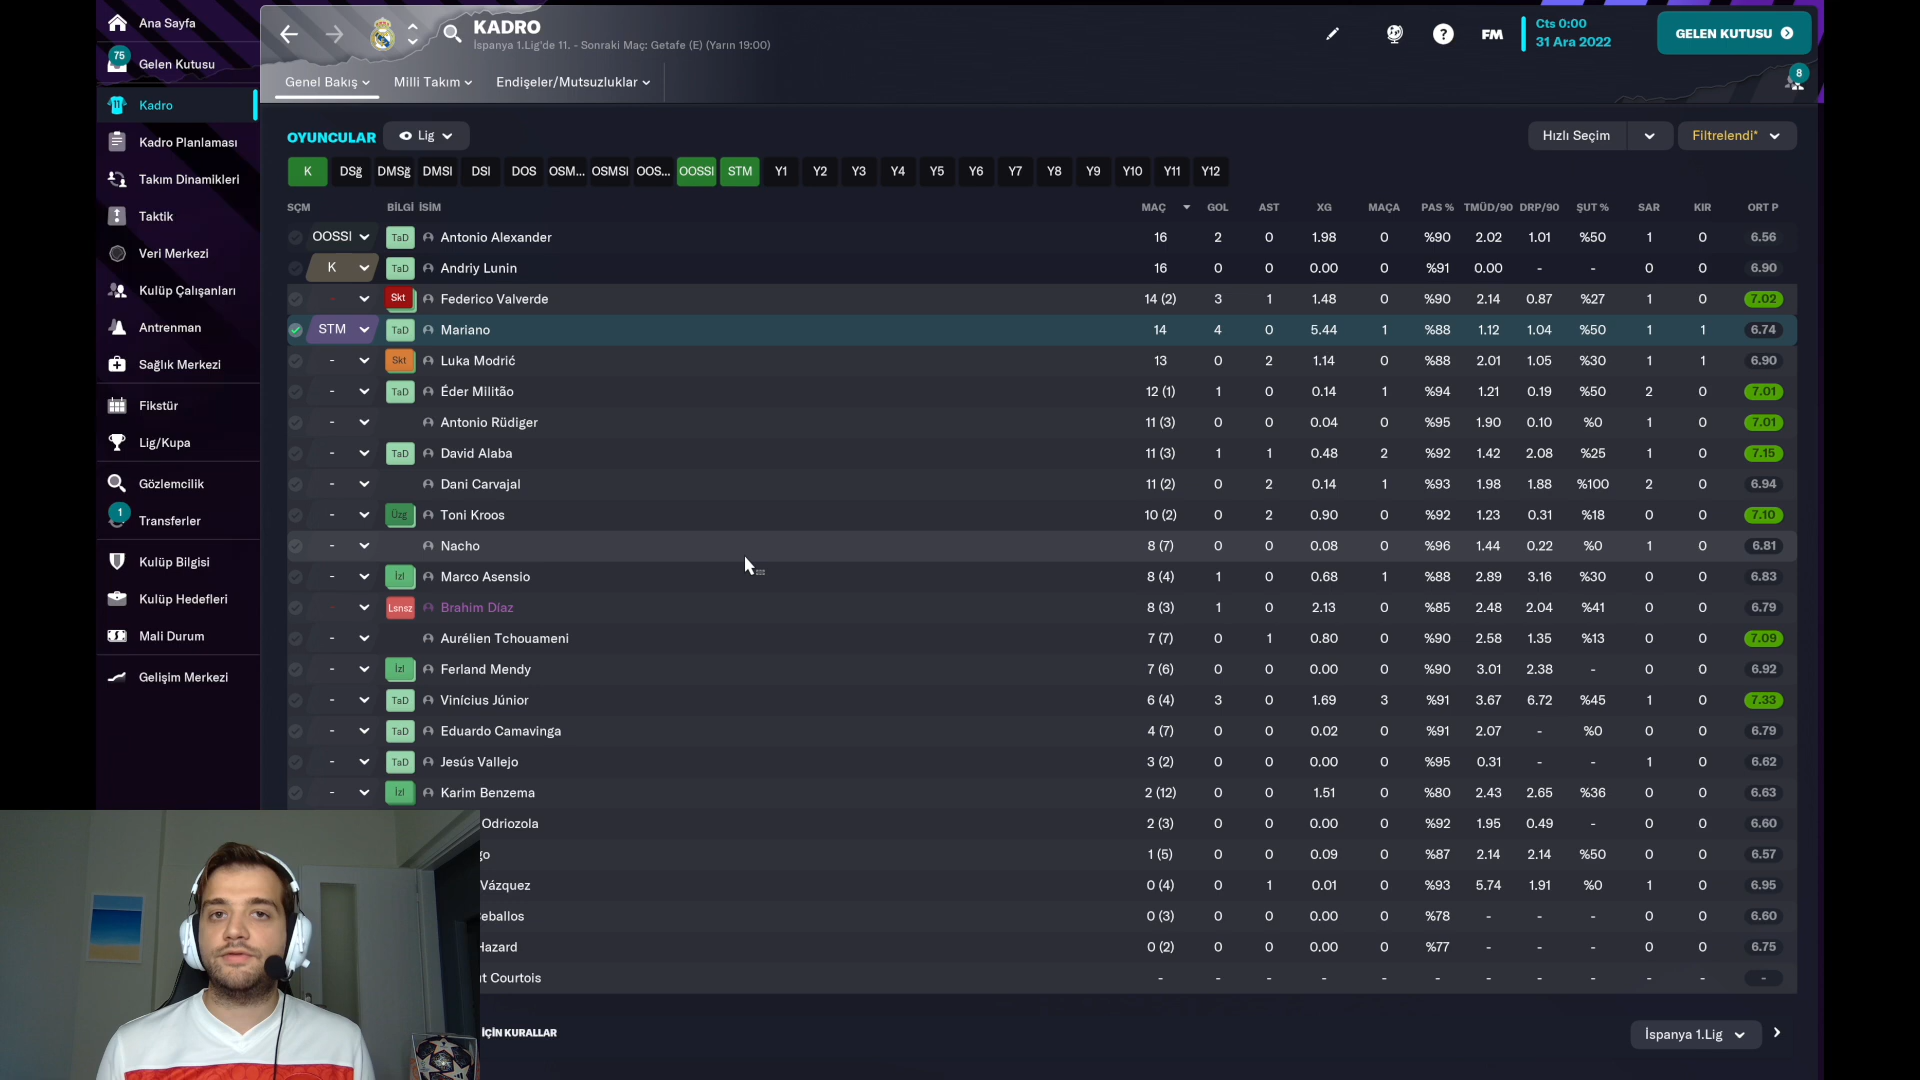 Ana Sayfa
75
Gelen Kutusu
Kadro
Kadro Planlaması
Takım Dinamikleri
Taktik
Veri Merkezi
Kulüp Çalışanları
Antrenman
Sağlık Merkezi
Fikstür
Lig/Kupa
Gözlemcilik
1
Transferler
Kulüp Bilgisi
Kulüp Hedefleri
Mali Durum
Gelişim Merkezi
KADRO
İspanya 1.Lig'de 11. - Sonraki Maç: Getafe (E) (Yarın 19:00)
FM
Cts 0:00
31 Ara 2022
GELEN KUTUSU
8
Genel Bakış Milli Takım Endişeler/Mutsuzluklar
OYUNCULAR Lig Hızlı Seçim Filtrelendi*
K DSğ DMSğ DMSl DSl DOS OSM... OSMSl OOS... OOSSl STM Y1 Y2 Y3 Y4 Y5 Y6 Y7 Y8 Y9 Y10 Y11 Y12
SÇM BİLGİ İSİM MAÇ GOL AST XG MAÇA PAS % TMÜD/90 DRP/90 ŞUT % SAR KIR ORT P
OOSSl TaD Antonio Alexander 16 2 0 1.98 0 %90 2.02 1.01 %50 1 0 6.56
K TaD Andriy Lunin 16 0 0 0.00 0 %91 0.00 - - 0 0 6.90
- Skt Federico Valverde 14 (2) 3 1 1.48 0 %90 2.14 0.87 %27 1 0 7.02
STM TaD Mariano 14 4 0 5.44 1 %88 1.12 1.04 %50 1 1 6.74
- Skt Luka Modrić 13 0 2 1.14 0 %88 2.01 1.05 %30 1 1 6.90
- TaD Éder Militão 12 (1) 1 0 0.14 1 %94 1.21 0.19 %50 2 0 7.01
- Antonio Rüdiger 11 (3) 0 0 0.04 0 %95 1.90 0.10 %0 1 0 7.01
- TaD David Alaba 11 (3) 1 1 0.48 2 %92 1.42 2.08 %25 1 0 7.15
- Dani Carvajal 11 (2) 0 2 0.14 1 %93 1.98 1.88 %100 2 0 6.94
- Üzg Toni Kroos 10 (2) 0 2 0.90 0 %92 1.23 0.31 %18 1 0 7.10
- Nacho 8 (7) 0 0 0.08 0 %96 1.44 0.22 %0 1 0 6.81
- İzl Marco Asensio 8 (4) 1 0 0.68 1 %88 2.89 3.16 %30 0 0 6.83
- Lsnsz Brahim Díaz 8 (3) 1 0 2.13 0 %85 2.48 2.04 %41 0 0 6.79
- Aurélien Tchouameni 7 (7) 0 1 0.80 0 %90 2.58 1.35 %13 0 0 7.09
- İzl Ferland Mendy 7 (6) 0 0 0.00 0 %90 3.01 2.38 - 0 0 6.92
- TaD Vinícius Júnior 6 (4) 3 0 1.69 3 %91 3.67 6.72 %45 1 0 7.33
- TaD Eduardo Camavinga 4 (7) 0 0 0.02 0 %91 2.07 - %0 0 0 6.79
- TaD Jesús Vallejo 3 (2) 0 0 0.00 0 %95 0.31 - - 1 0 6.62
- İzl Karim Benzema 2 (12) 0 0 1.51 0 %80 2.43 2.65 %36 0 0 6.63
Odriozola 2 (3) 0 0 0.00 0 %92 1.95 0.49 - 0 0 6.60
go 1 (5) 0 0 0.09 0 %87 2.14 2.14 %50 0 0 6.57
Vázquez 0 (4) 0 1 0.01 0 %93 5.74 1.91 %0 1 0 6.95
eballos 0 (3) 0 0 0.00 0 %78 - - - 0 0 6.60
Hazard 0 (2) 0 0 0.00 0 %77 - - - 0 0 6.75
ut Courtois - - - - - - - - - - - -
İÇİN KURALLAR
İspanya 1.Lig